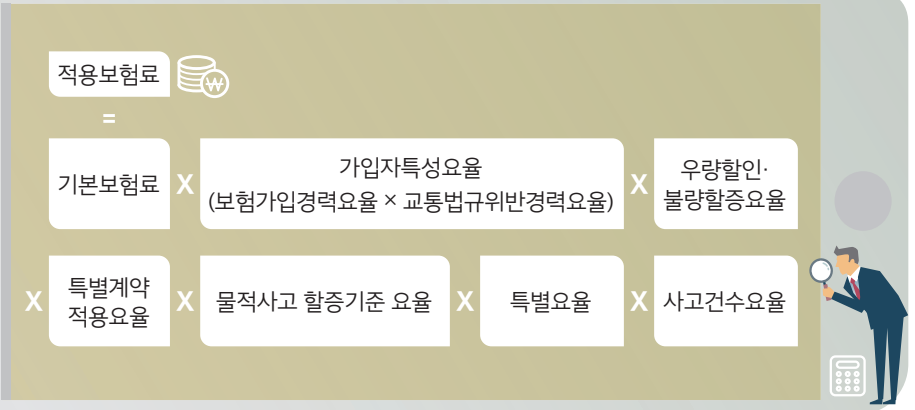 적용보험료
=
기본보험료 X 가입자특성요율
(보험가입경력요율 × 교통법규위반경력요율) X 우량할인·
불량할증요율
X 특별계약
적용요율 X 물적사고 할증기준 요율 X 특별요율 X 사고건수요율